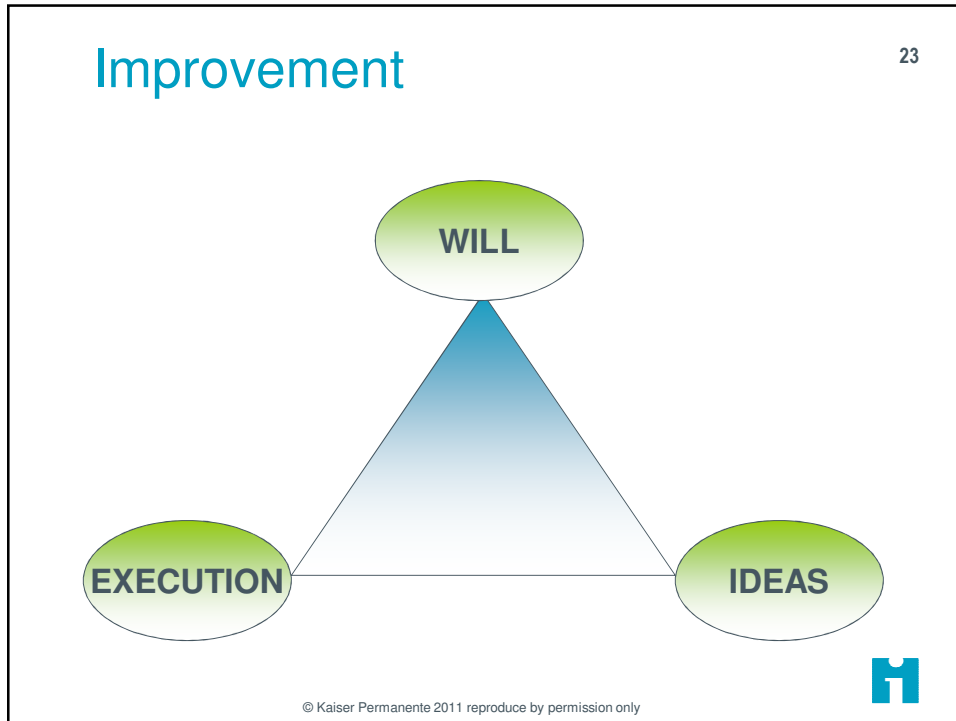 Improvement
23
WILL
EXECUTION
IDEAS
© Kaiser Permanente 2011 reproduce by permission only